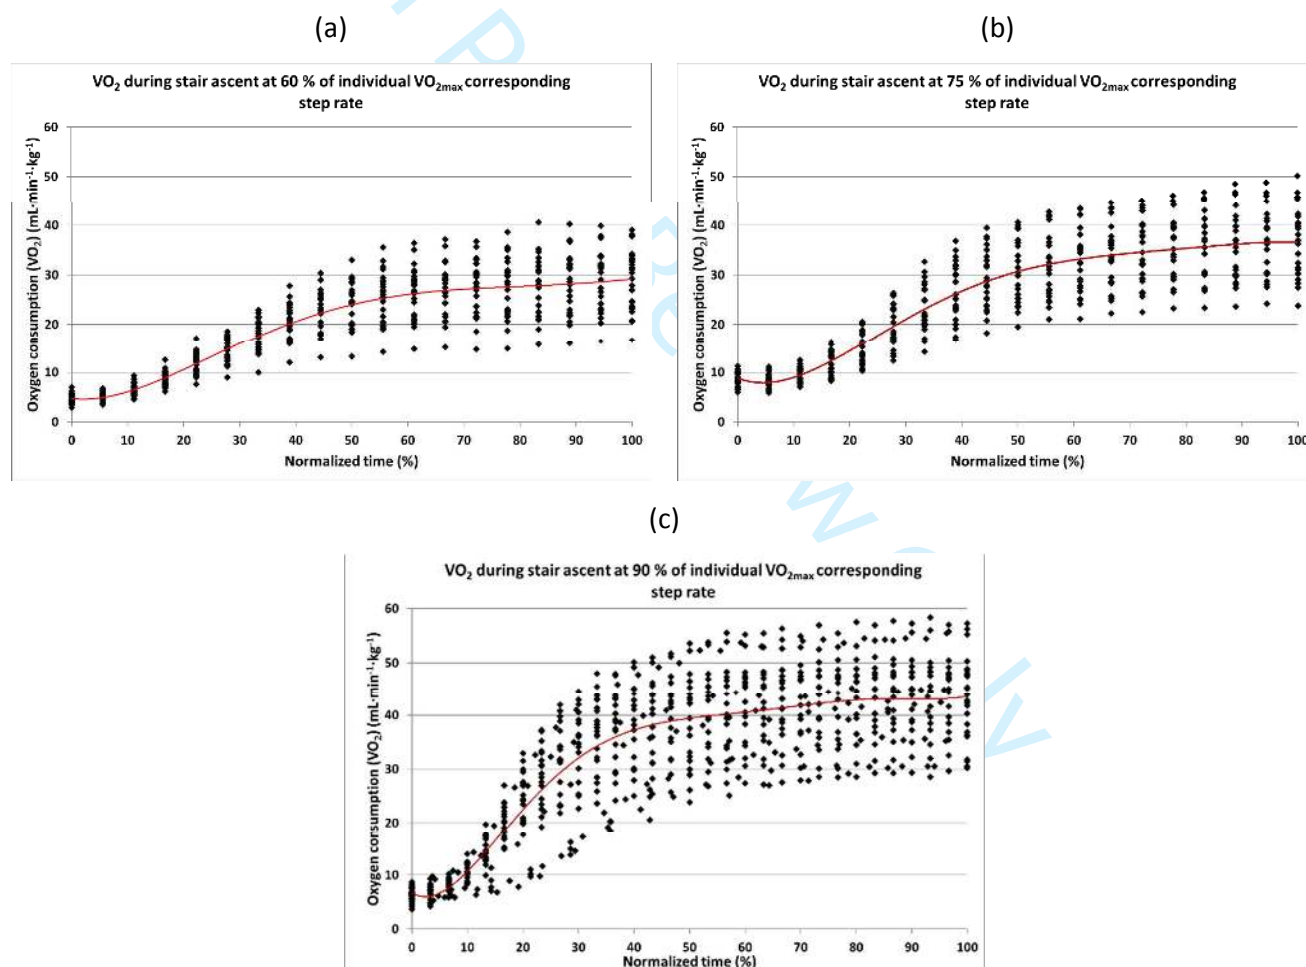 (a)
(b)
VO₂ during stair ascent at 60 % of individual VO₂max corresponding
step rate
VO₂ during stair ascent at 75 % of individual VO₂max corresponding
step rate
Oxygen consumption (VO₂) (mL·min⁻¹·kg⁻¹)
60
50
40
30
20
10
0
0 10 20 30 40 50 60 70 80 90 100
Normalized time (%)
Oxygen consumption (VO₂) (mL·min⁻¹·kg⁻¹)
60
50
40
30
20
10
0
0 10 20 30 40 50 60 70 80 90 100
Normalized time (%)
(c)
VO₂ during stair ascent at 90 % of individual VO₂max corresponding
step rate
Oxygen corsumption (VO₂) (mL·min⁻¹·kg⁻¹)
60
50
40
30
20
10
0
0 10 20 30 40 50 60 70 80 90 100
Normalized time (%)